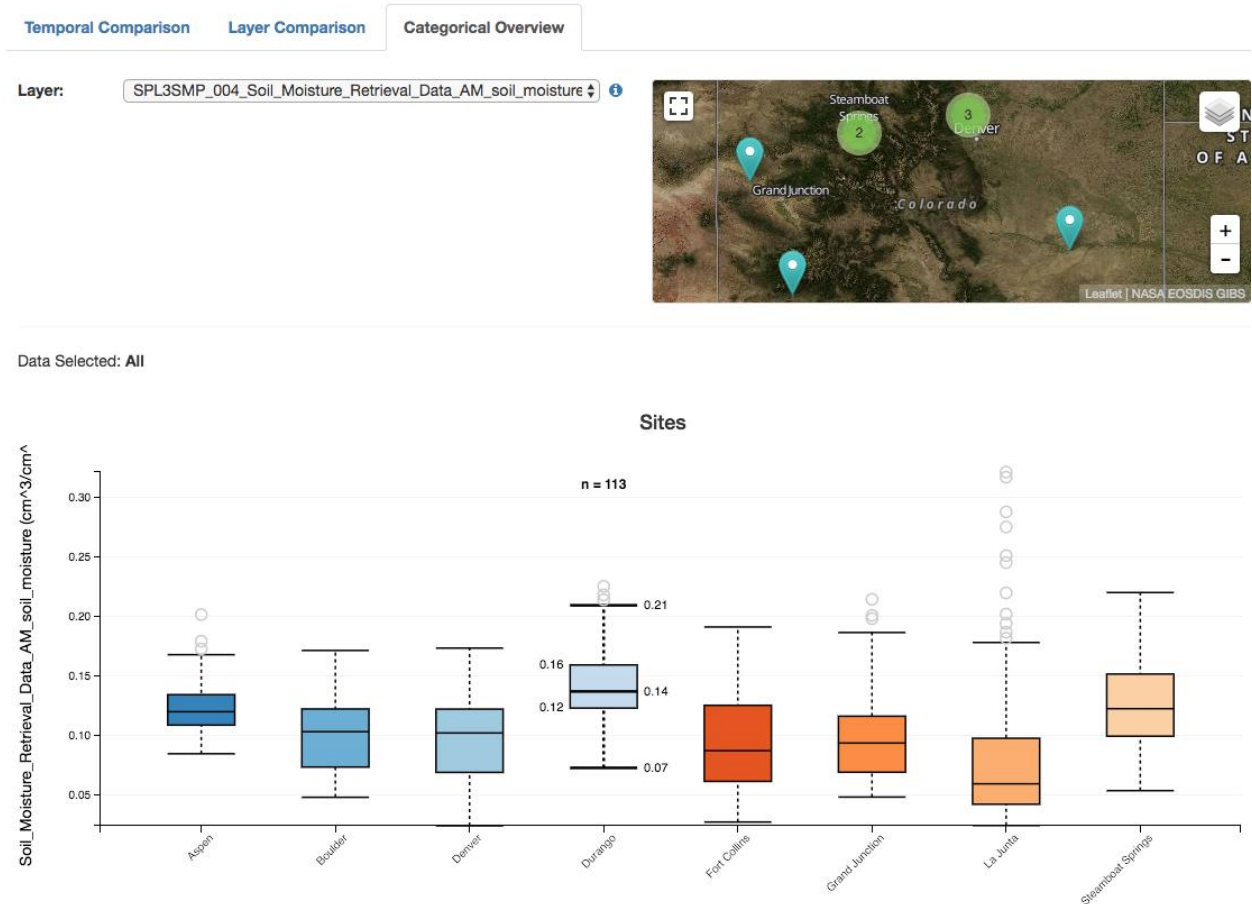 Temporal Comparison Layer Comparison Categorical Overview
Layer: SPL3SMP_004_Soil_Moisture_Retrieval_Data_AM_soil_moisture
Steamboat
Springs
2
3
Denver
Grand Junction
Colorado
N
ST
OF A
+
-
Leaflet | NASA EOSDIS GIBS
Data Selected: All
Sites
Soil_Moisture_Retrieval_Data_AM_soil_moisture (cm^3/cm^
n = 113
0.30
0.25
0.20
0.15
0.10
0.05
0.21
0.16
0.14
0.12
0.07
Aspen
Boulder
Denver
Durango
Fort Collins
Grand Junction
La Junta
Steamboat Springs